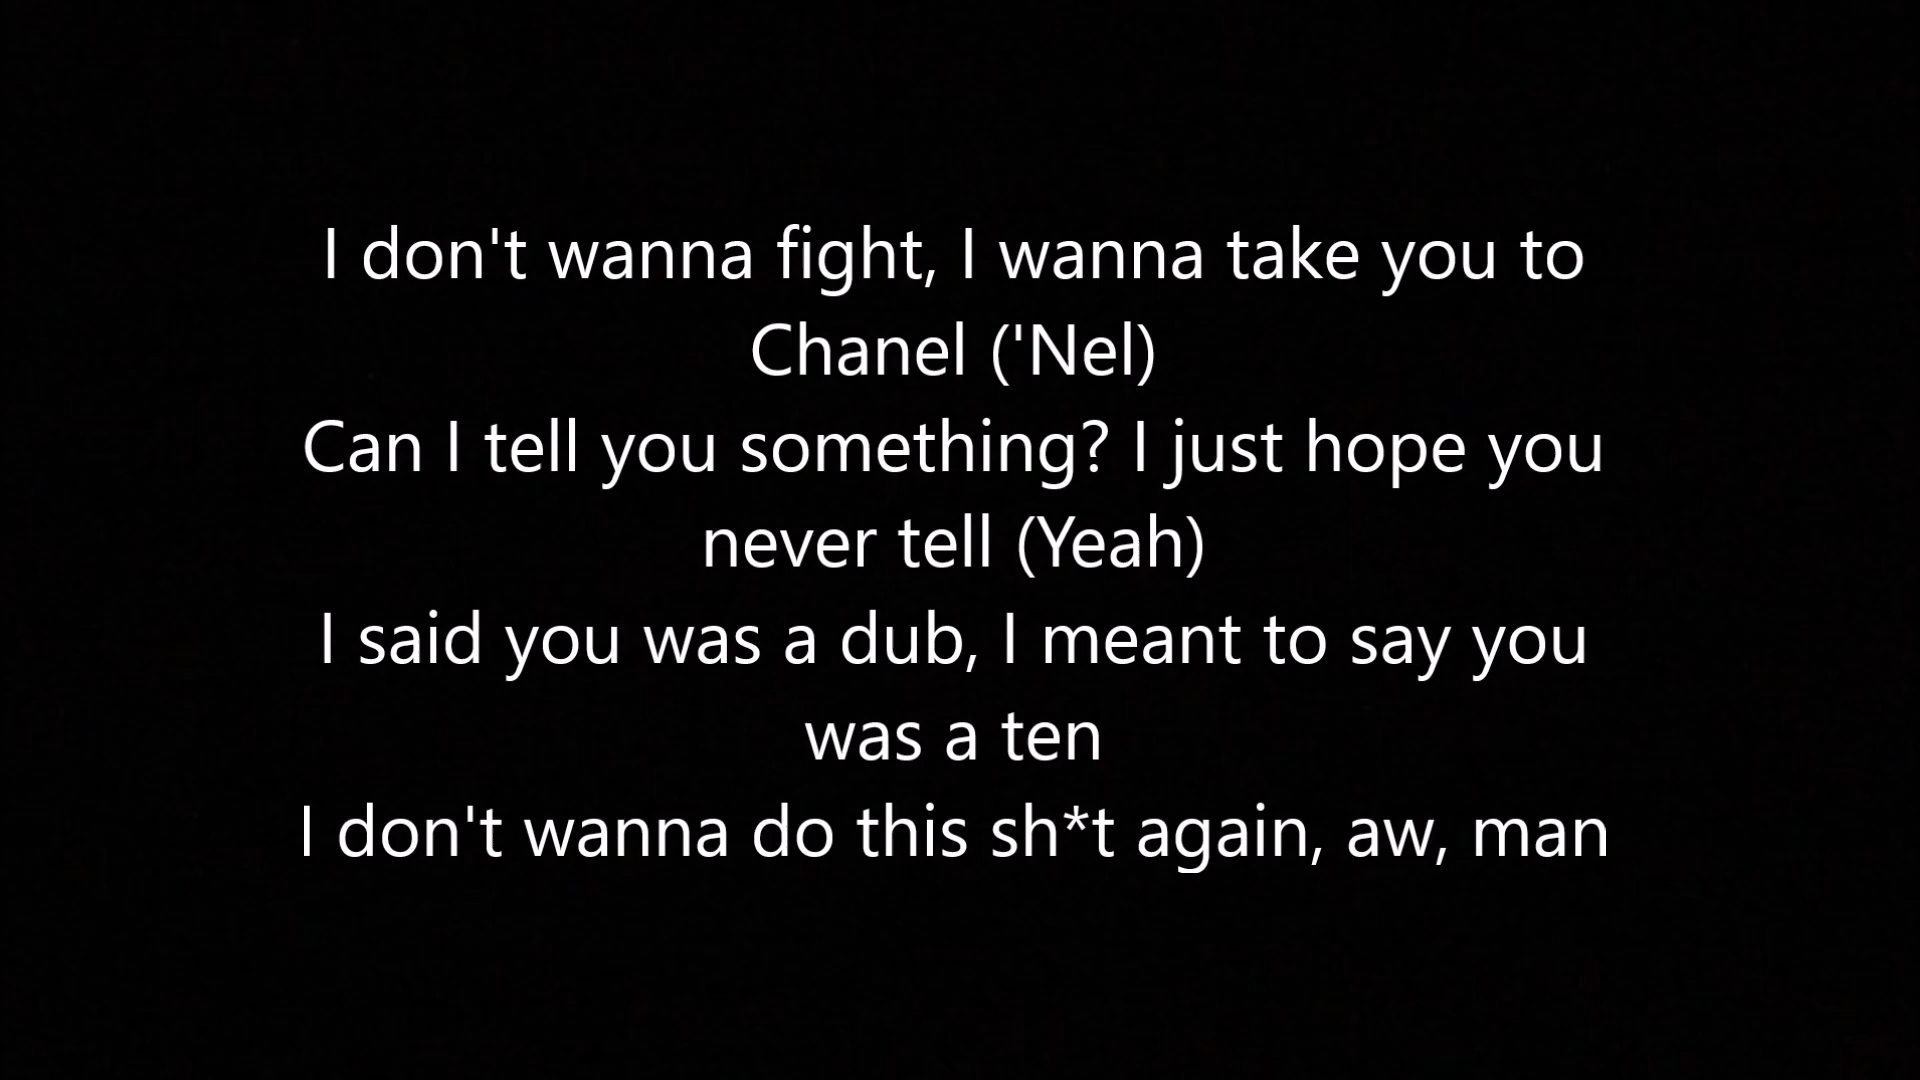 I don't wanna fight, I wanna take you to
Chanel ('Nel)
Can I tell you something? I just hope you
never tell (Yeah)
I said you was a dub, I meant to say you
was a ten
I don't wanna do this sh*t again, aw, man